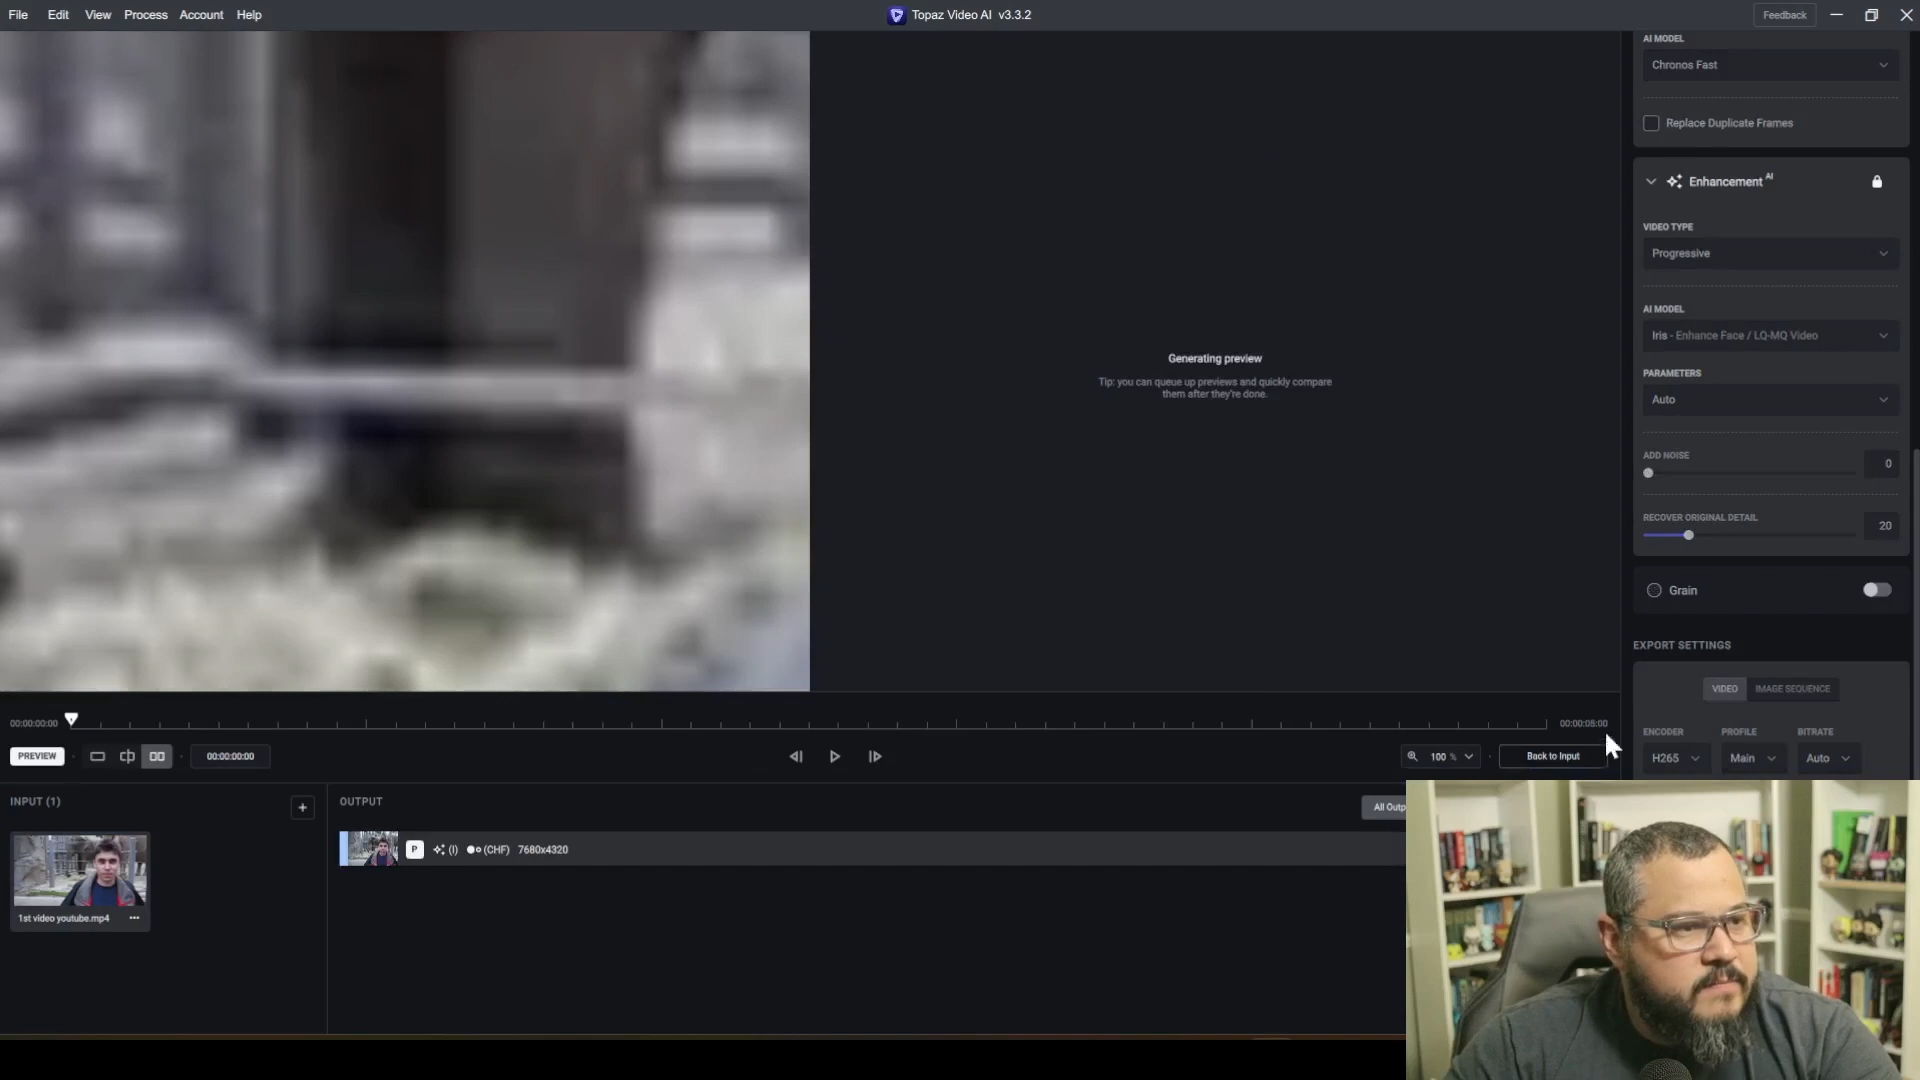 File Edit View Process Account Help
Topaz Video AI v3.3.2
Feedback
AI MODEL
Chronos Fast
Replace Duplicate Frames
Enhancement AI
VIDEO TYPE
Progressive
AI MODEL
Iris - Enhance Face / LQ-MQ Video
PARAMETERS
Auto
ADD NOISE
0
RECOVER ORIGINAL DETAIL
20
Grain
EXPORT SETTINGS
VIDEO IMAGE SEQUENCE
ENCODER PROFILE BITRATE
H265 Main Auto
Generating preview
Tip: you can queue up previews and quickly compare
them after they're done.
00:00:00:00
00:00:05:00
PREVIEW
00:00:00:00
100 %
Back to Input
INPUT (1)
+
OUTPUT
All Outp
P (I) (CHF) 7680x4320
1st video youtube.mp4 ...